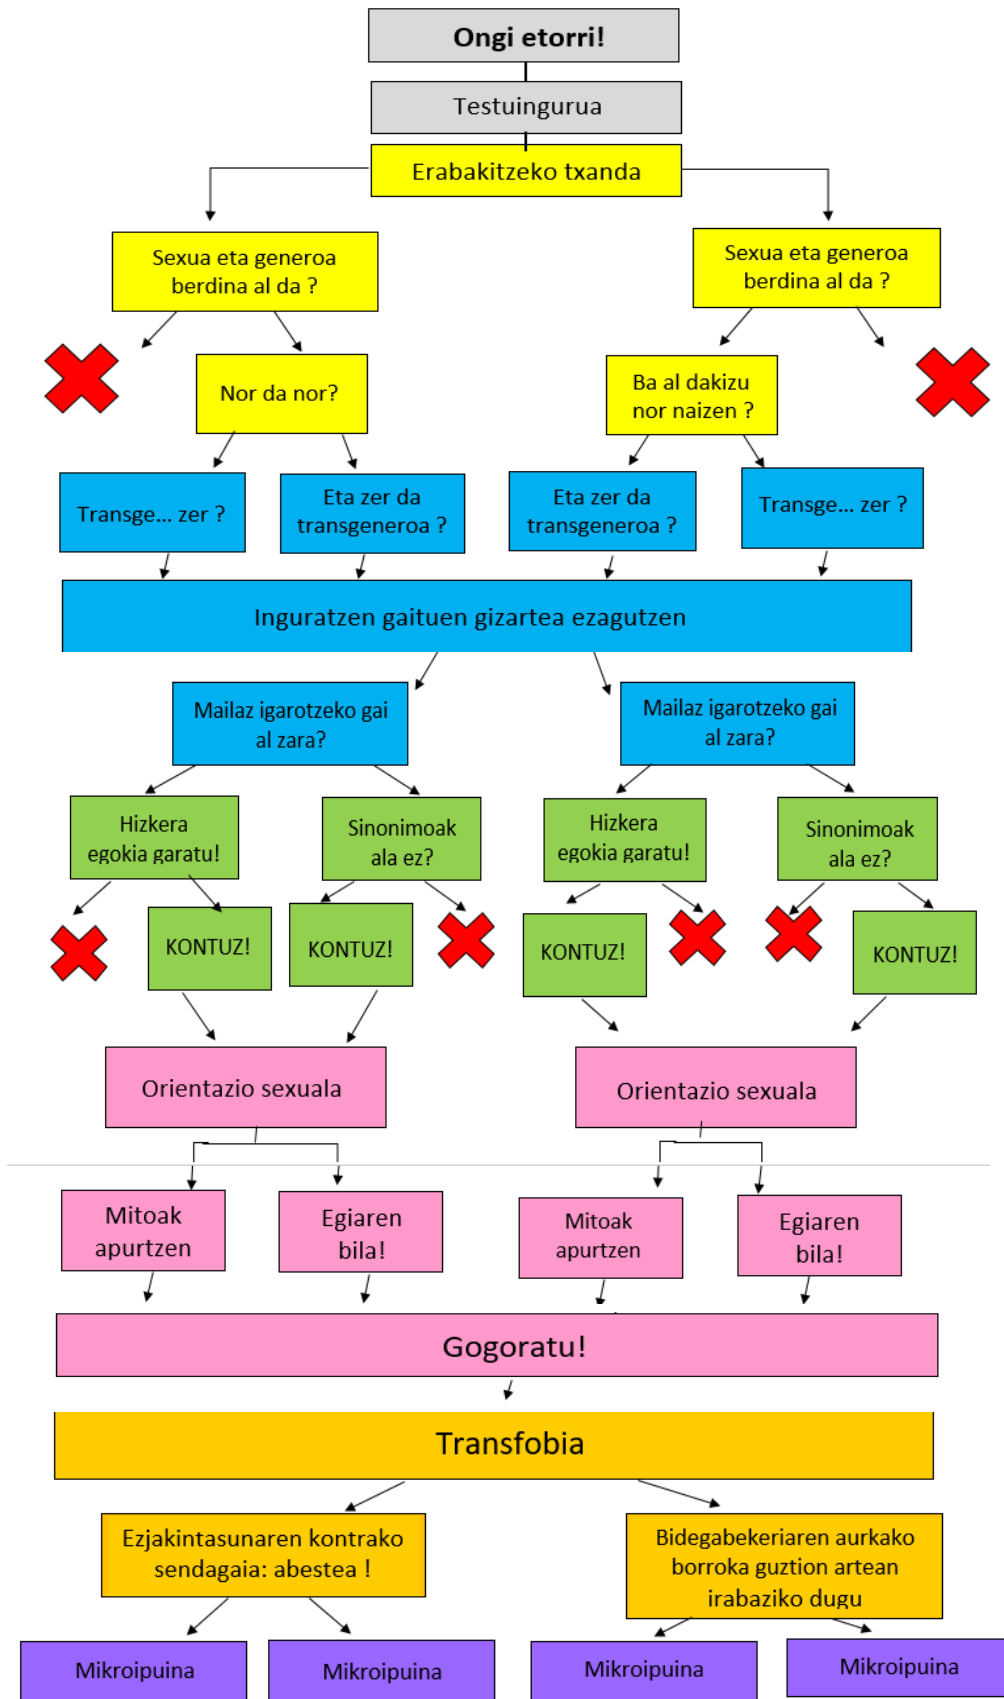 Ongi etorri!
Testuingurua
Erabakitzeko txanda
Sexua eta generoa
berdina al da ?
Sexua eta generoa
berdina al da ?
Nor da nor?
Ba al dakizu
nor naizen ?
Transge... zer ?
Eta zer da
transgeneroa ?
Eta zer da
transgeneroa ?
Transge... zer ?
Inguratzen gaituen gizartea ezagutzen
Mailaz igarotzeko gai
al zara?
Mailaz igarotzeko gai
al zara?
Hizkera
egokia garatu!
Sinonimoak
ala ez?
Hizkera
egokia garatu!
Sinonimoak
ala ez?
KONTUZ!
KONTUZ!
KONTUZ!
KONTUZ!
Orientazio sexuala
Orientazio sexuala
Mitoak
apurtzen
Egiaren
bila!
Mitoak
apurtzen
Egiaren
bila!
Gogoratu!
Transfobia
Ezjakintasunaren kontrako
sendagaia: abestea !
Bidegabekeriaren aurkako
borroka guztion artean
irabaziko dugu
Mikroipuina
Mikroipuina
Mikroipuina
Mikroipuina